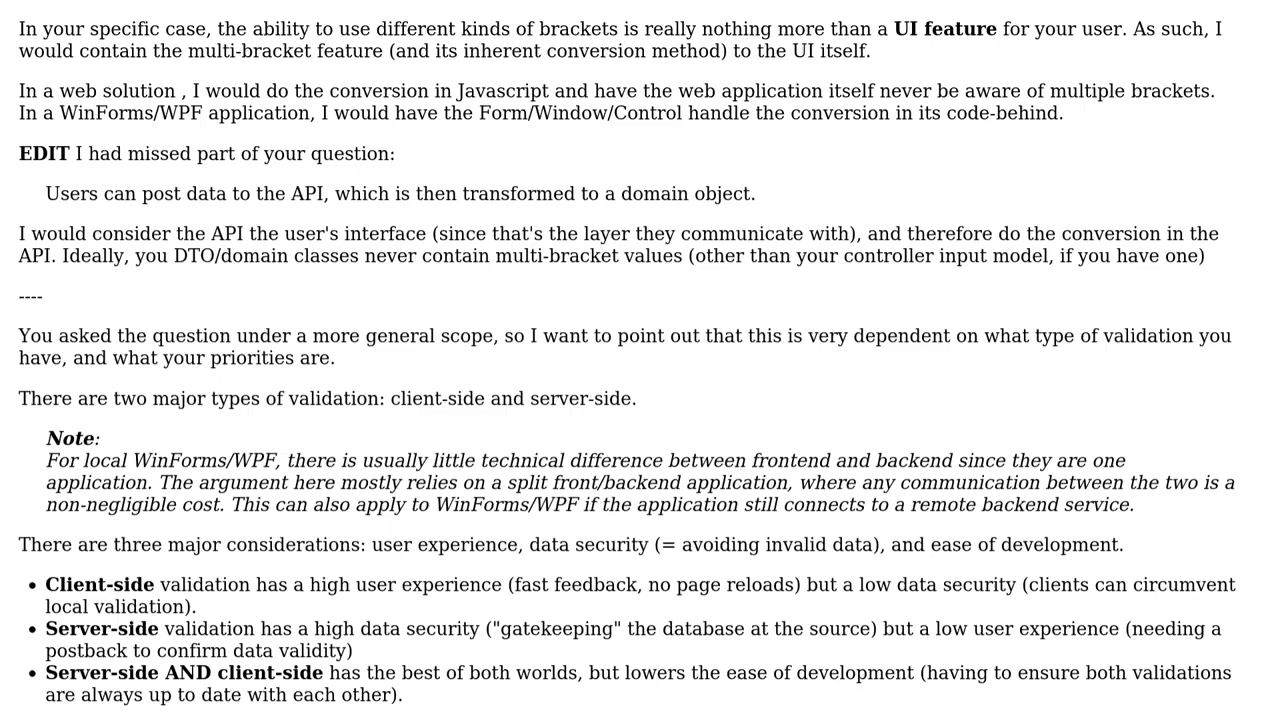 In your specific case, the ability to use different kinds of brackets is really nothing more than a UI feature for your user. As such, I
would contain the multi-bracket feature (and its inherent conversion method) to the UI itself.
In a web solution , I would do the conversion in Javascript and have the web application itself never be aware of multiple brackets.
In a WinForms/WPF application, I would have the Form/Window/Control handle the conversion in its code-behind.
EDIT I had missed part of your question:
Users can post data to the API, which is then transformed to a domain object.
I would consider the API the user's interface (since that's the layer they communicate with), and therefore do the conversion in the
API. Ideally, you DTO/domain classes never contain multi-bracket values (other than your controller input model, if you have one)
----
You asked the question under a more general scope, so I want to point out that this is very dependent on what type of validation you
have, and what your priorities are.
There are two major types of validation: client-side and server-side.
Note:
For local WinForms/WPF, there is usually little technical difference between frontend and backend since they are one
application. The argument here mostly relies on a split front/backend application, where any communication between the two is a
non-negligible cost. This can also apply to WinForms/WPF if the application still connects to a remote backend service.
There are three major considerations: user experience, data security (= avoiding invalid data), and ease of development.
• Client-side validation has a high user experience (fast feedback, no page reloads) but a low data security (clients can circumvent
local validation).
• Server-side validation has a high data security ("gatekeeping" the database at the source) but a low user experience (needing a
postback to confirm data validity)
• Server-side AND client-side has the best of both worlds, but lowers the ease of development (having to ensure both validations
are always up to date with each other).